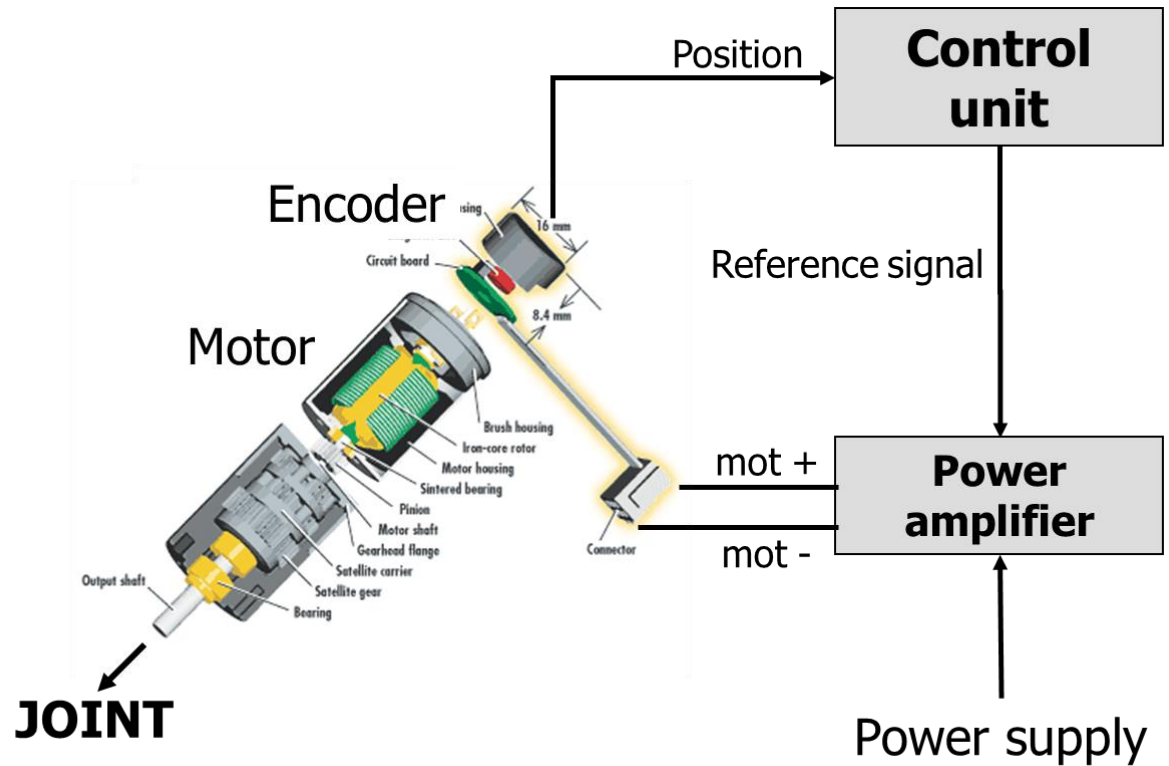 Position
Control
unit
Encoder
using
16 mm
Circuit board
8.4 mm
Reference signal
Motor
Brush housing
Iron-core rotor
Motor housing
Sintered bearing
Pinion
Motor shaft
Gearhead flange
Satellite carrier
Satellite gear
Bearing
Output shaft
Connector
mot +
mot -
Power
amplifier
JOINT
Power supply